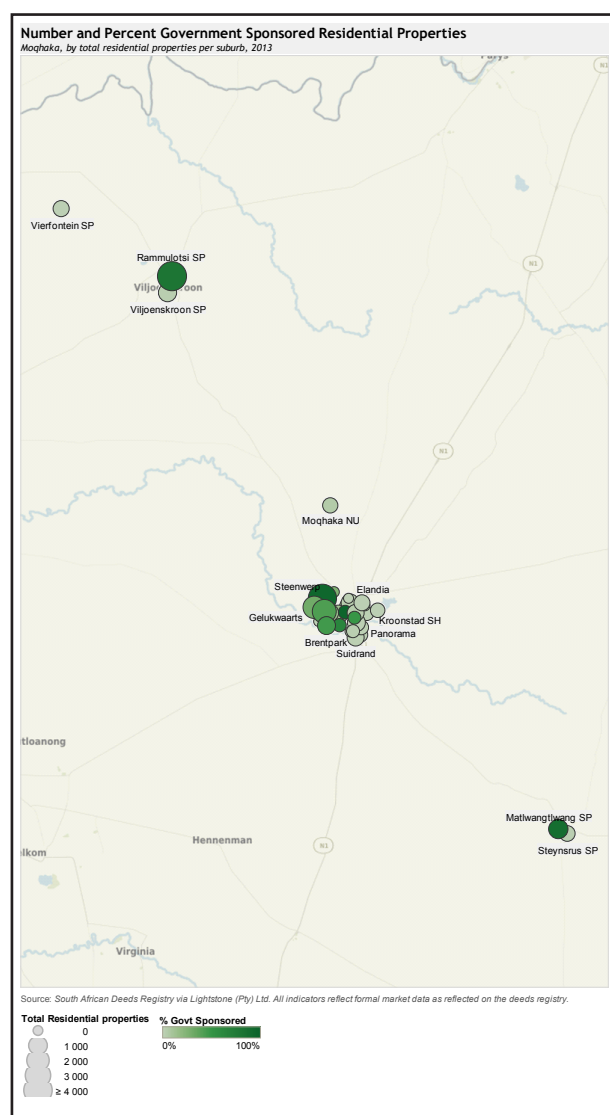 Number and Percent Government Sponsored Residential Properties
Moqhaka, by total residential properties per suburb, 2013
N1
Vierfontein SP
Rammulotsi SP
Viljoenskroon SP
N1
N1
Moqhaka NU
Steenwerp
Elandia
Gelukwaarts
Kroonstad SH
Brentpark
Panorama
Suidrand
tloanong
Matlwangtlwang SP
Hennenman
N1
Steynsrus SP
lkom
Virginia
Source: South African Deeds Registry via Lightstone (Pty) Ltd. All indicators reflect formal market data as reflected on the deeds registry.
Total Residential properties
% Govt Sponsored
0
1 000
2 000
3 000
≥ 4 000
0%
100%